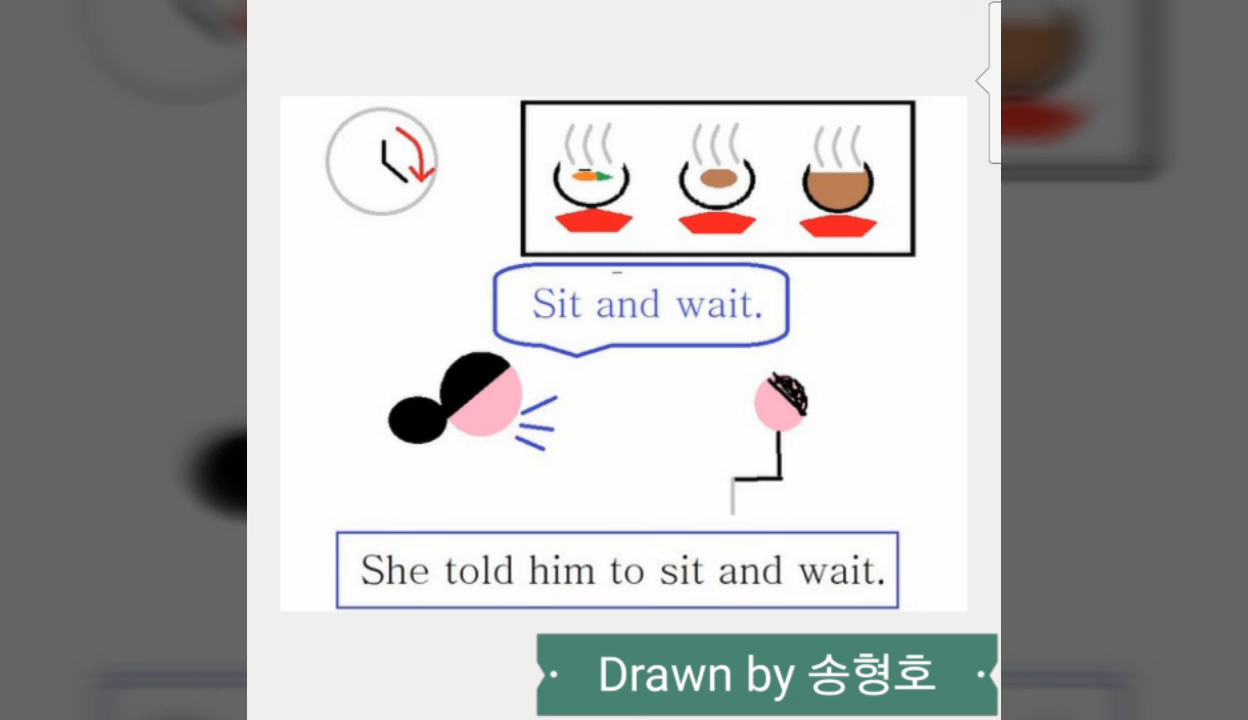 Sit and wait.
She told him to sit and wait.
Drawn by 송형호